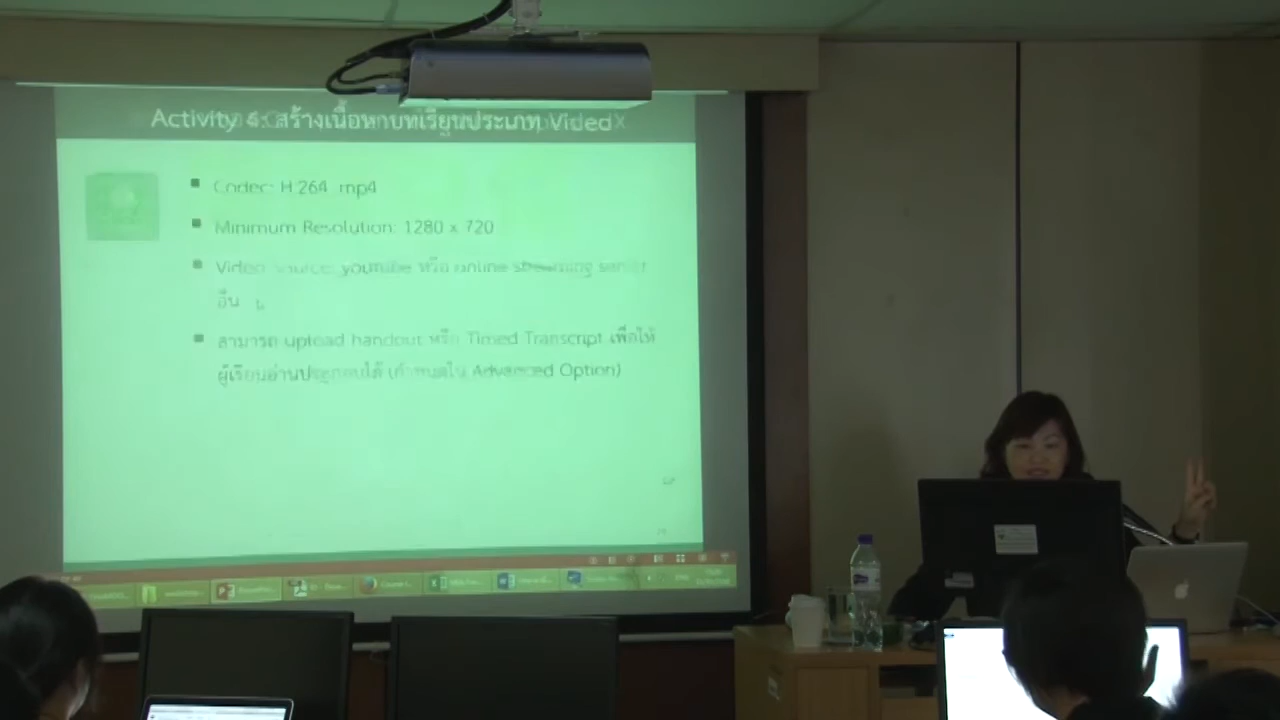 Activity 4: สร้างเนื้อหาบทเรียนประเภท Video
Codec: H.264 .mp4
Minimum Resolution: 1280 x 720
Video Source: youtube หรือ online streaming server
อื่น
สามารถ upload handout หรือ Timed Transcript เพื่อให้
ผู้เรียนอ่านประกอบได้ (กำหนดใน Advanced Option)